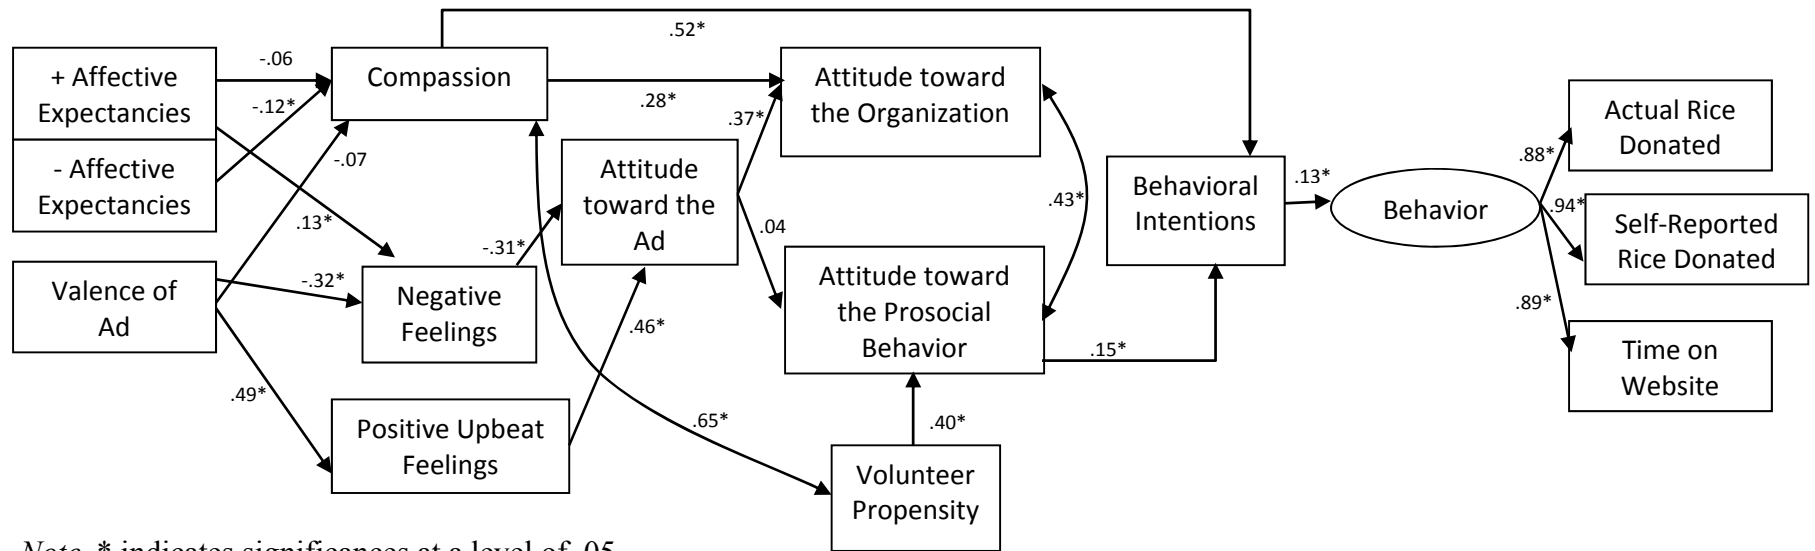 .52*
+ Affective
Expectancies
-.06
Compassion
Attitude toward
the Organization
- Affective
Expectancies
-.12*
.28*
.37*
-.07
.13*
Attitude
toward the
Ad
.43*
Behavioral
Intentions
.13*
Behavior
.88*
Actual Rice
Donated
.94*
Self-Reported
Rice Donated
.89*
Time on
Website
Valence of
Ad
-.32*
Negative
Feelings
-.31*
.04
Attitude toward
the Prosocial
Behavior
.15*
.49*
.46*
Positive Upbeat
Feelings
.65*
.40*
Volunteer
Propensity
Note. * indicates significances at a level of .05